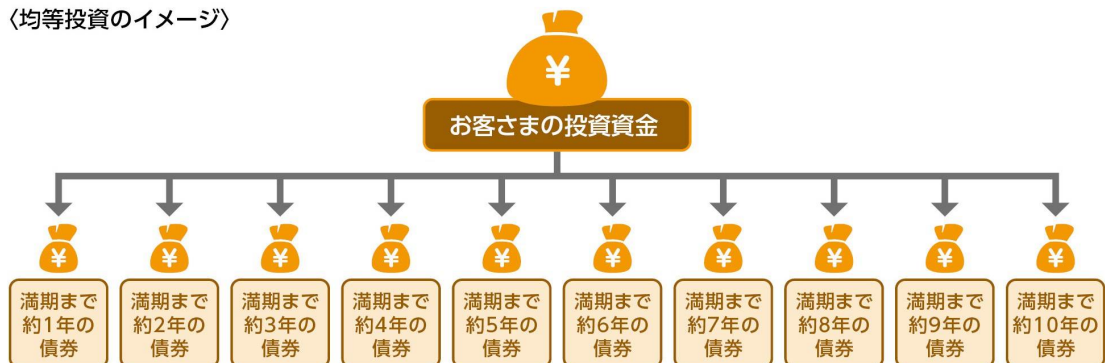 〈均等投資のイメージ〉
¥
お客さまの投資資金
¥ ¥ ¥ ¥ ¥ ¥ ¥ ¥ ¥ ¥
満期まで
約1年の
債券
満期まで
約2年の
債券
満期まで
約3年の
債券
満期まで
約4年の
債券
満期まで
約5年の
債券
満期まで
約6年の
債券
満期まで
約7年の
債券
満期まで
約8年の
債券
満期まで
約9年の
債券
満期まで
約10年の
債券